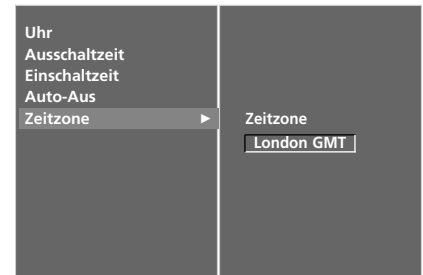 Uhr
Ausschaltzeit
Einschaltzeit
Auto-Aus
Zeitzone ►
Zeitzone
London GMT